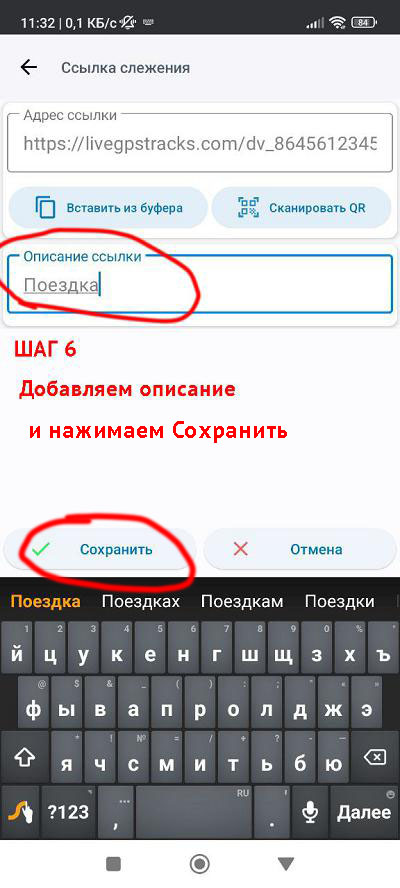 11:32 | 0,1 КБ/с 84
Ссылка слежения
Адрес ссылки
https://livegpstracks.com/dv_8645612345
Вставить из буфера
Сканировать QR
Описание ссылки
Поездка
ШАГ 6
Добавляем описание
и нажимаем Сохранить
Сохранить
Отмена
Поездка Поездках Поездкам Поездки
1 2 3 4 5 6 7 8 9 0 % *
й ц у к е н г ш щ з х ъ
@ $ & _ ( ) : ; " « »
ф ы в а п р о л д ж э
* ! № = / + ? - —
я ч с м и т ь б ю
?123 , RU . Далее